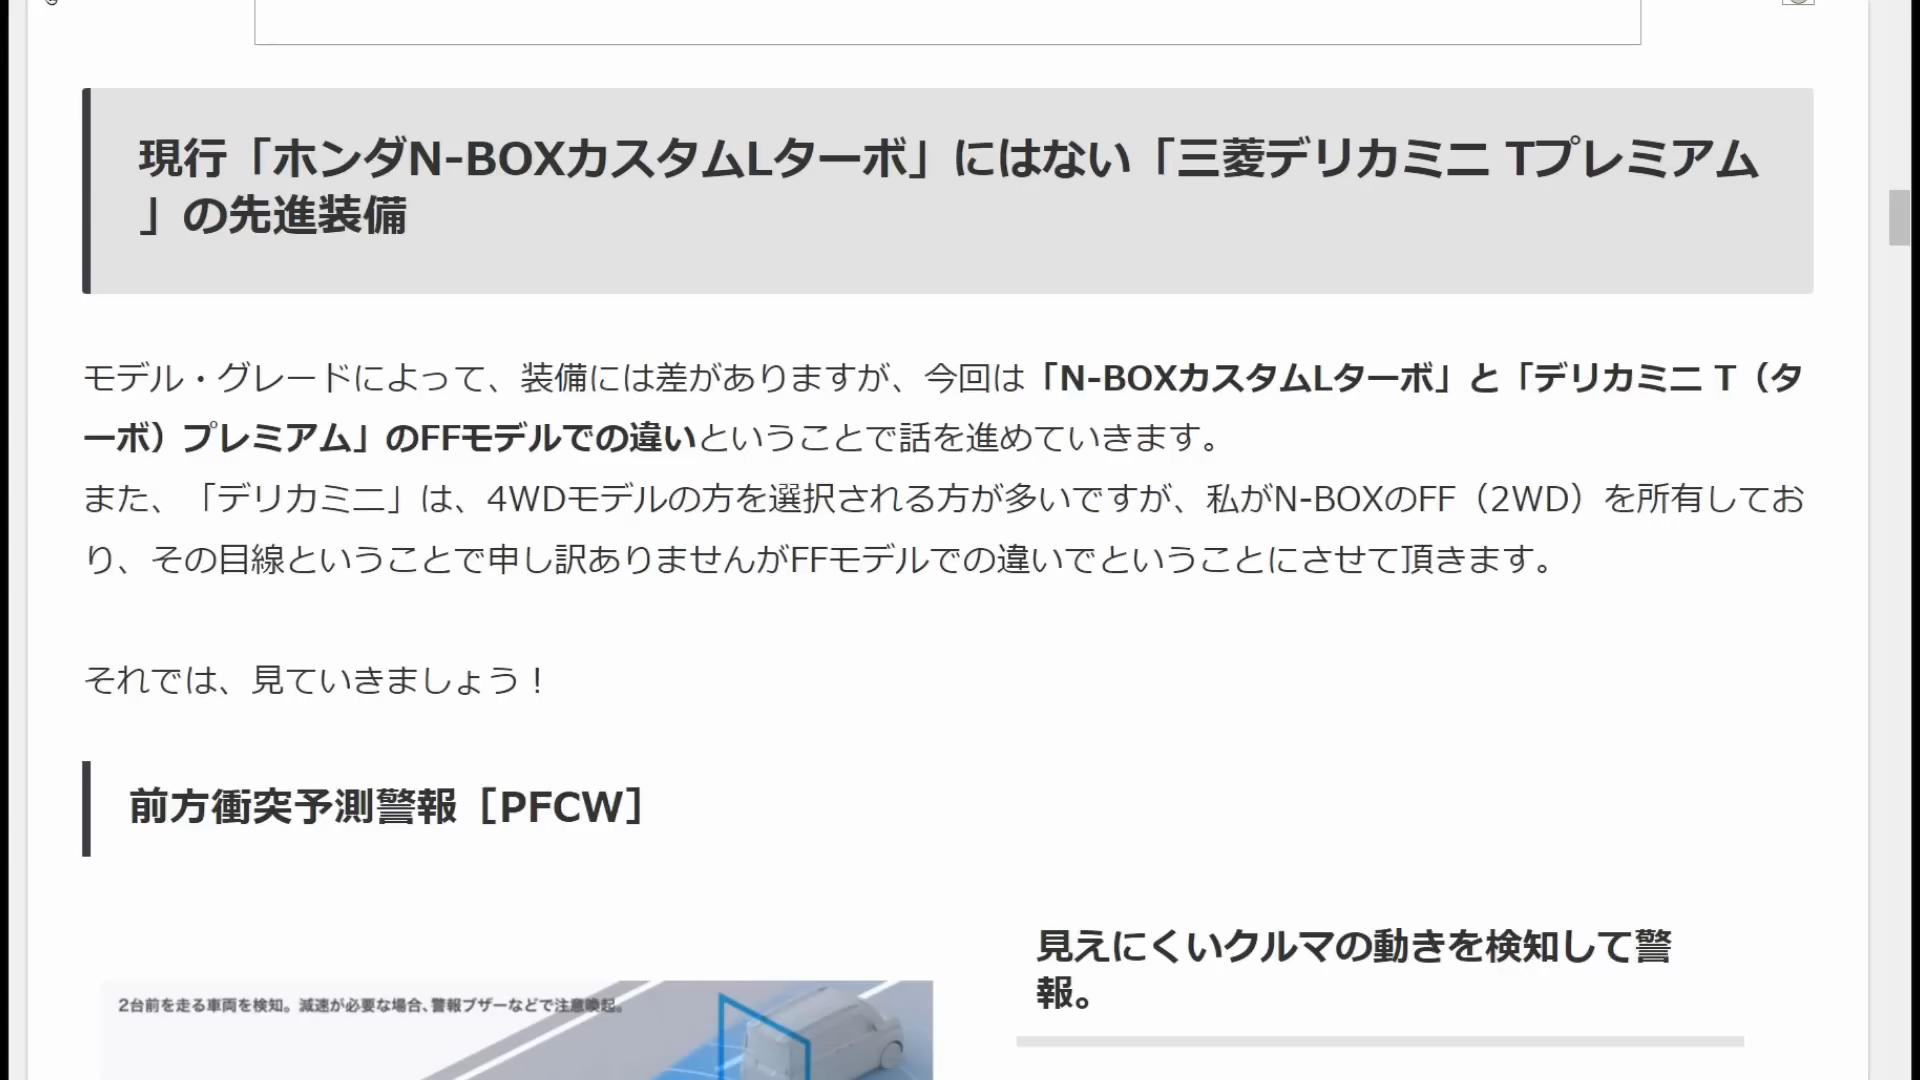 現行「ホンダN-BOXカスタムLターボ」にはない「三菱デリカミニ Tプレミアム
」の先進装備
モデル・グレードによって、装備には差がありますが、今回は「N-BOXカスタムLターボ」と「デリカミニ T（タ
ーボ）プレミアム」のFFモデルでの違いということで話を進めていきます。
また、「デリカミニ」は、4WDモデルの方を選択される方が多いですが、私がN-BOXのFF（2WD）を所有してお
り、その目線ということで申し訳ありませんがFFモデルでの違いでということにさせて頂きます。
それでは、見ていきましょう！
前方衝突予測警報［PFCW］
見えにくいクルマの動きを検知して警
報。
2台前を走る車両を検知。減速が必要な場合、警報ブザーなどで注意喚起。